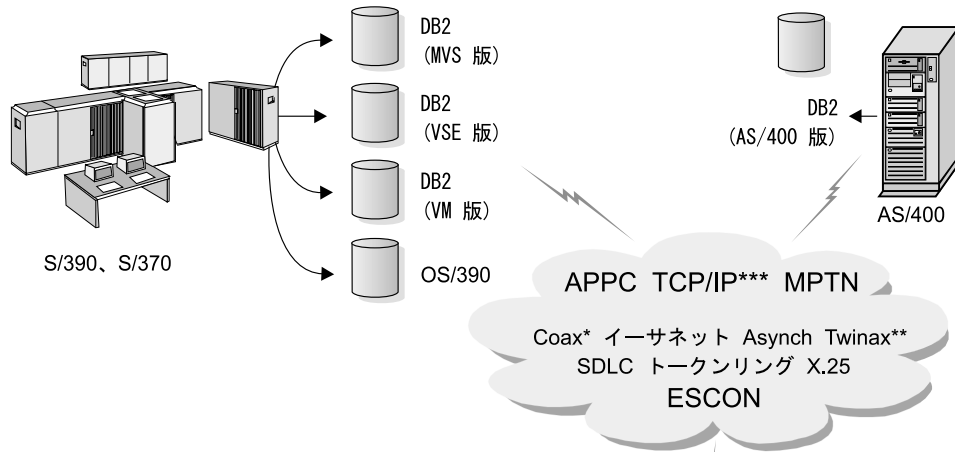 DB2
(MVS 版)
DB2
(VSE 版)
DB2
(VM 版)
OS/390
S/390、S/370
DB2
(AS/400 版)
AS/400
APPC TCP/IP*** MPTN
Coax* イーサネット Asynch Twinax**
SDLC トークンリング X.25
ESCON